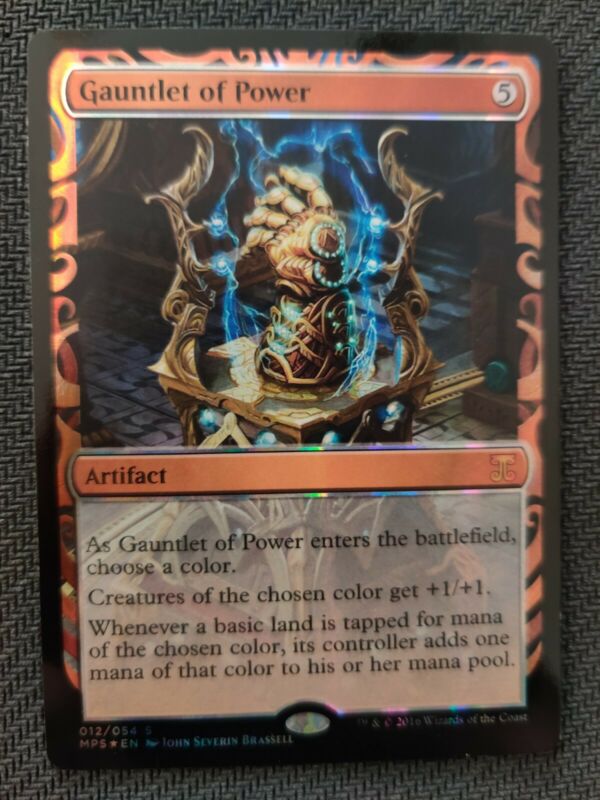 Gauntlet of Power 5
Artifact
As Gauntlet of Power enters the battlefield,
choose a color.
Creatures of the chosen color get +1/+1.
Whenever a basic land is tapped for mana
of the chosen color, its controller adds one
mana of that color to his or her mana pool.
012/054 S
™ & © 2016 Wizards of the Coast
MPS★EN John Severin Brassell